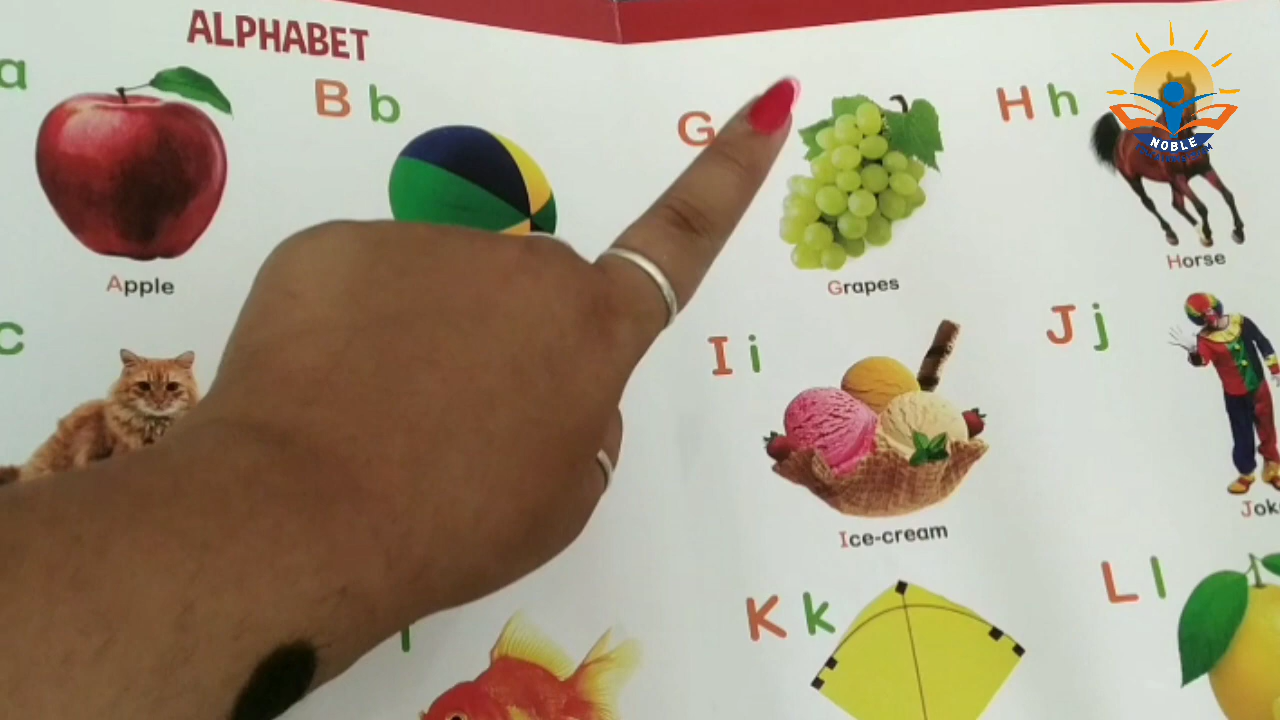 ALPHABET
a
B b
G
H h
NOBLE
Apple
Grapes
Horse
c
I i
J j
Ice-cream
Jok
K k
L l